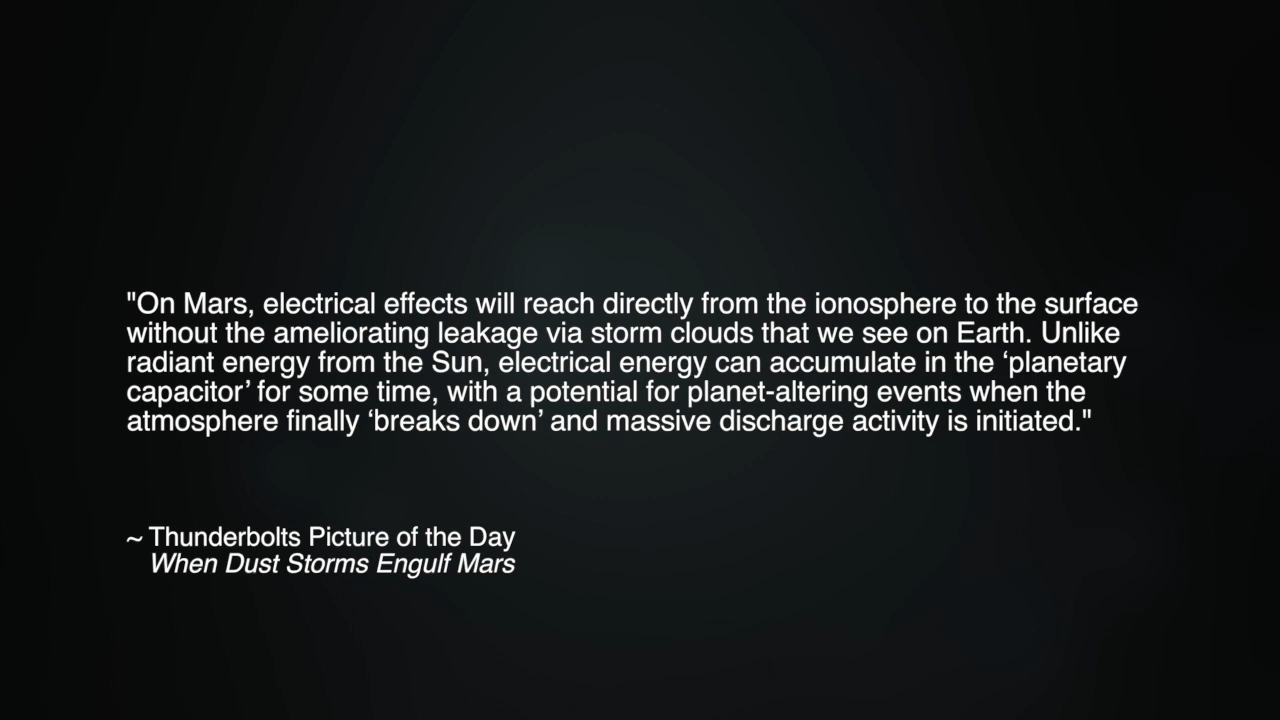 "On Mars, electrical effects will reach directly from the ionosphere to the surface
without the ameliorating leakage via storm clouds that we see on Earth. Unlike
radiant energy from the Sun, electrical energy can accumulate in the ‘planetary
capacitor’ for some time, with a potential for planet-altering events when the
atmosphere finally ‘breaks down’ and massive discharge activity is initiated."
~ Thunderbolts Picture of the Day
When Dust Storms Engulf Mars